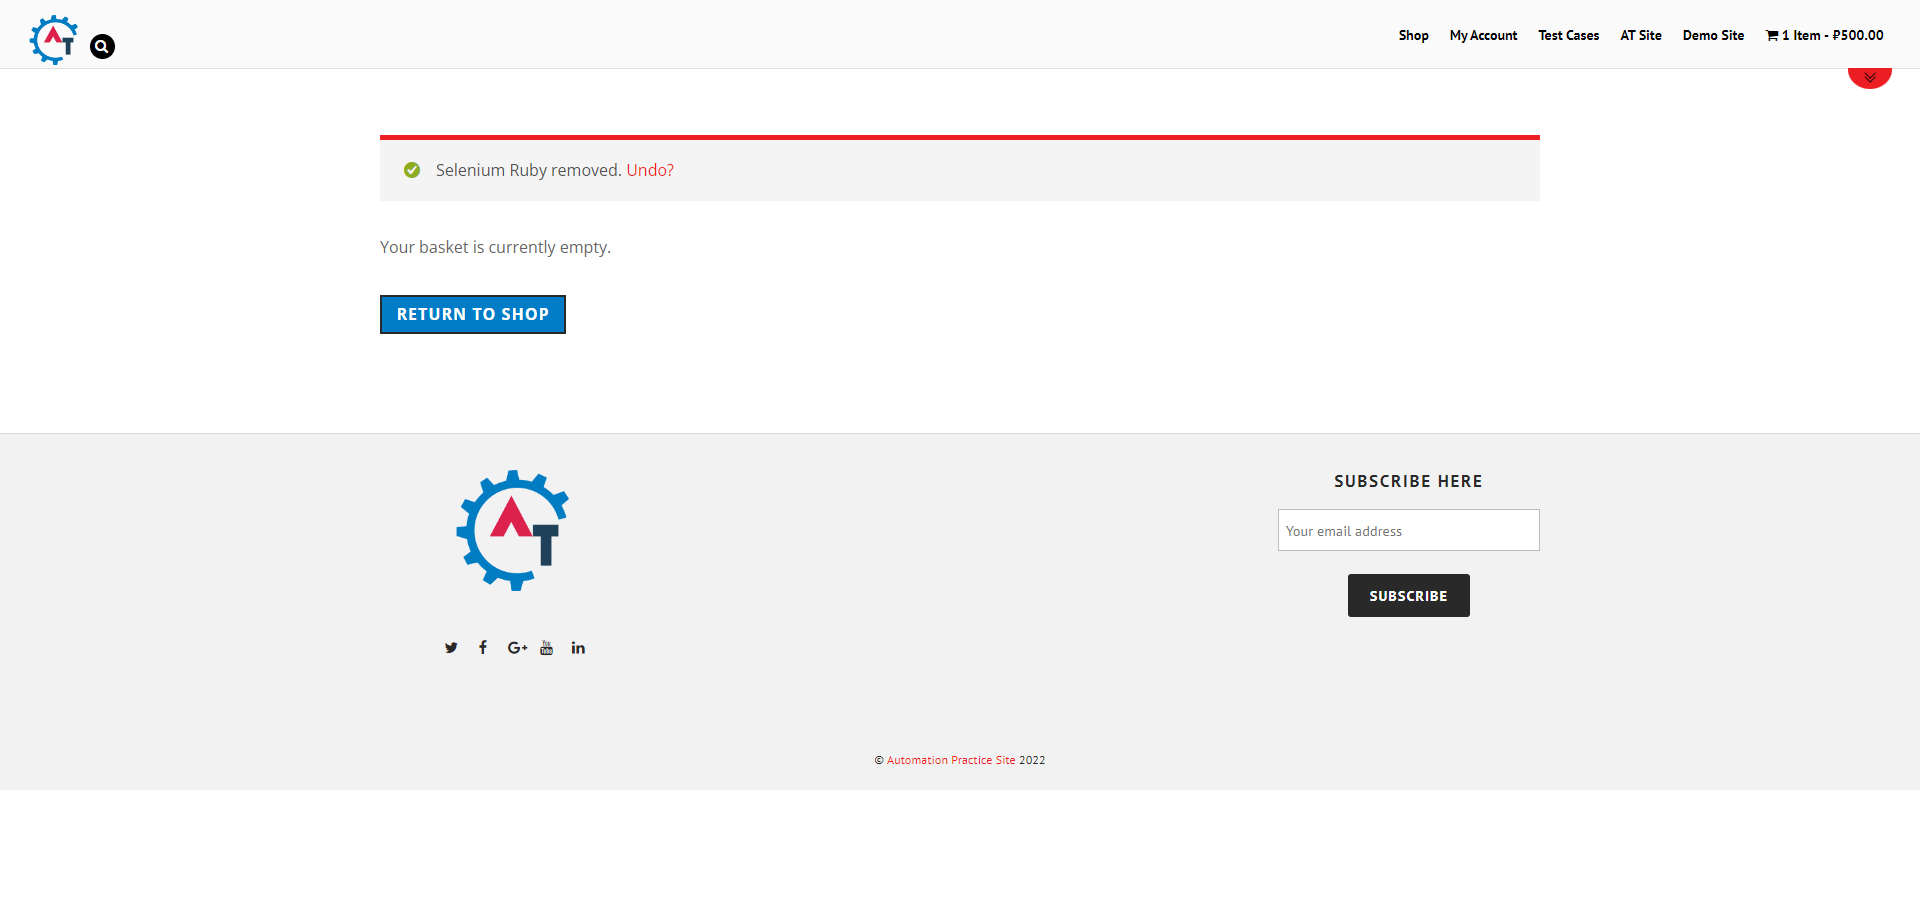 AT
Shop My Account Test Cases AT Site Demo Site 1 Item - ₽500.00
Selenium Ruby removed. Undo?
Your basket is currently empty.
RETURN TO SHOP
AT
SUBSCRIBE HERE
Your email address
SUBSCRIBE
G+ You Tube in
© Automation Practice Site 2022